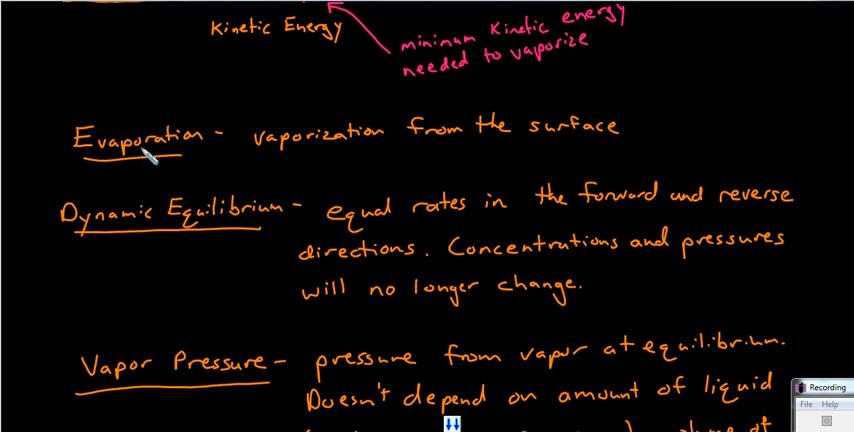 Kinetic Energy
minimum kinetic energy
needed to vaporize
Evaporation - vaporization from the surface
Dynamic Equilibrium - equal rates in the forward and reverse
directions. Concentrations and pressures
will no longer change.
Vapor Pressure - pressure from vapor at equilibrium.
Doesn't depend on amount of liquid
Recording
File Help